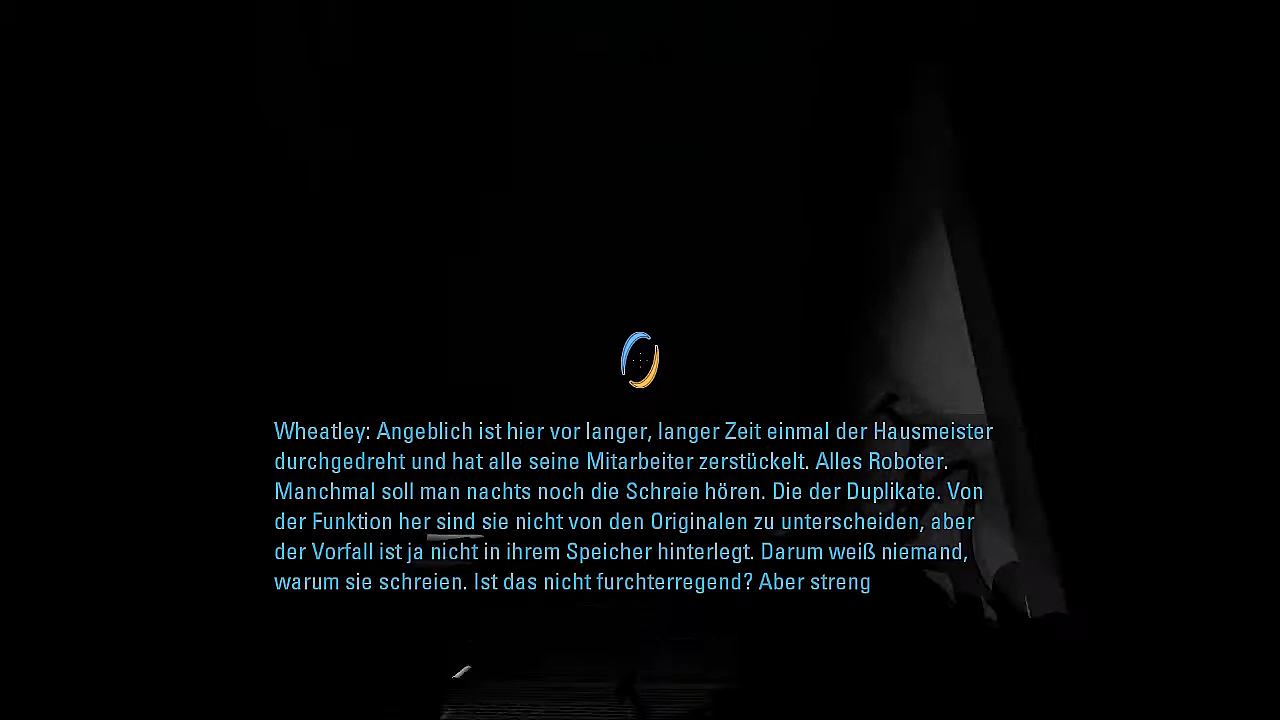 Wheatley: Angeblich ist hier vor langer, langer Zeit einmal der Hausmeister
durchgedreht und hat alle seine Mitarbeiter zerstückelt. Alles Roboter.
Manchmal soll man nachts noch die Schreie hören. Die der Duplikate. Von
der Funktion her sind sie nicht von den Originalen zu unterscheiden, aber
der Vorfall ist ja nicht in ihrem Speicher hinterlegt. Darum weiß niemand,
warum sie schreien. Ist das nicht furchterregend? Aber streng